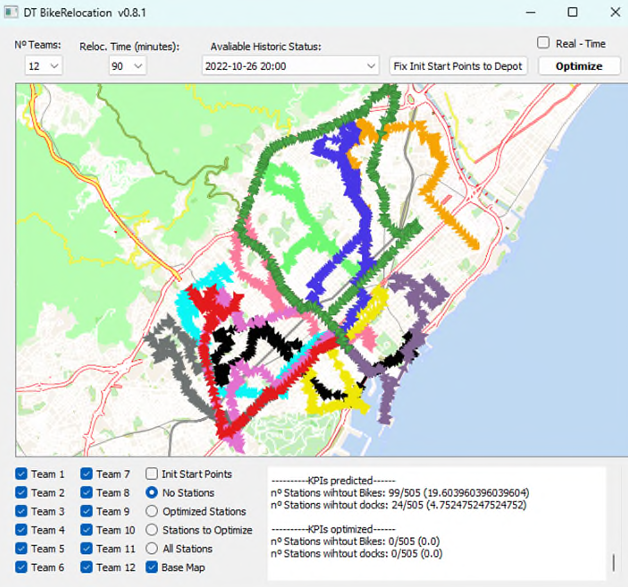 DT BikeRelocation v0.8.1
Nº Teams:
Reloc. Time (minutes):
Avaliable Historic Status:
Real - Time
12
90
2022-10-26 20:00
Fix Init Start Points to Depot
Optimize
Team 1
Team 7
Init Start Points
Team 2
Team 8
No Stations
Team 3
Team 9
Optimized Stations
Team 4
Team 10
Stations to Optimize
Team 5
Team 11
All Stations
Team 6
Team 12
Base Map
----------KPIs predicted------
nº Stations wihtout Bikes: 99/505 (19.603960396039604)
nº Stations wihtout docks: 24/505 (4.752475247524752)
----------KPIs optimized------
nº Stations wihtout Bikes: 0/505 (0.0)
nº Stations wihtout docks: 0/505 (0.0)